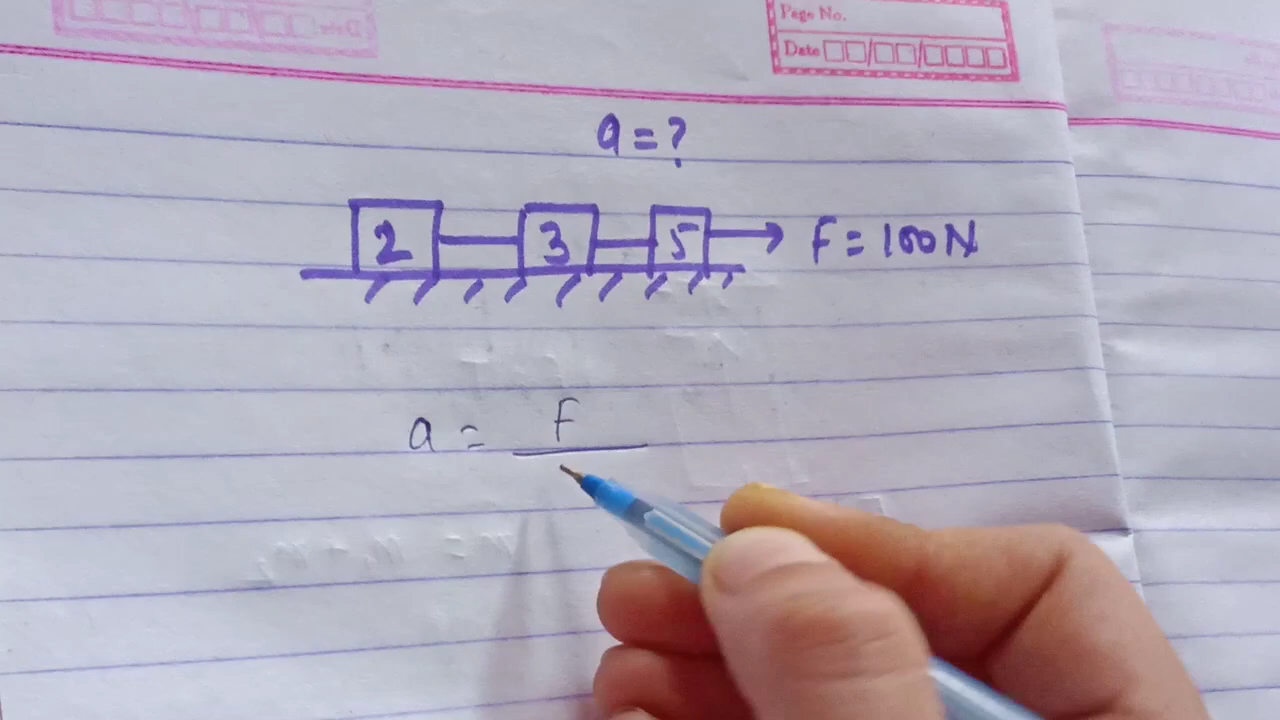 Page No.
Date
a = ?
2 3 5 F = 100N
a = F